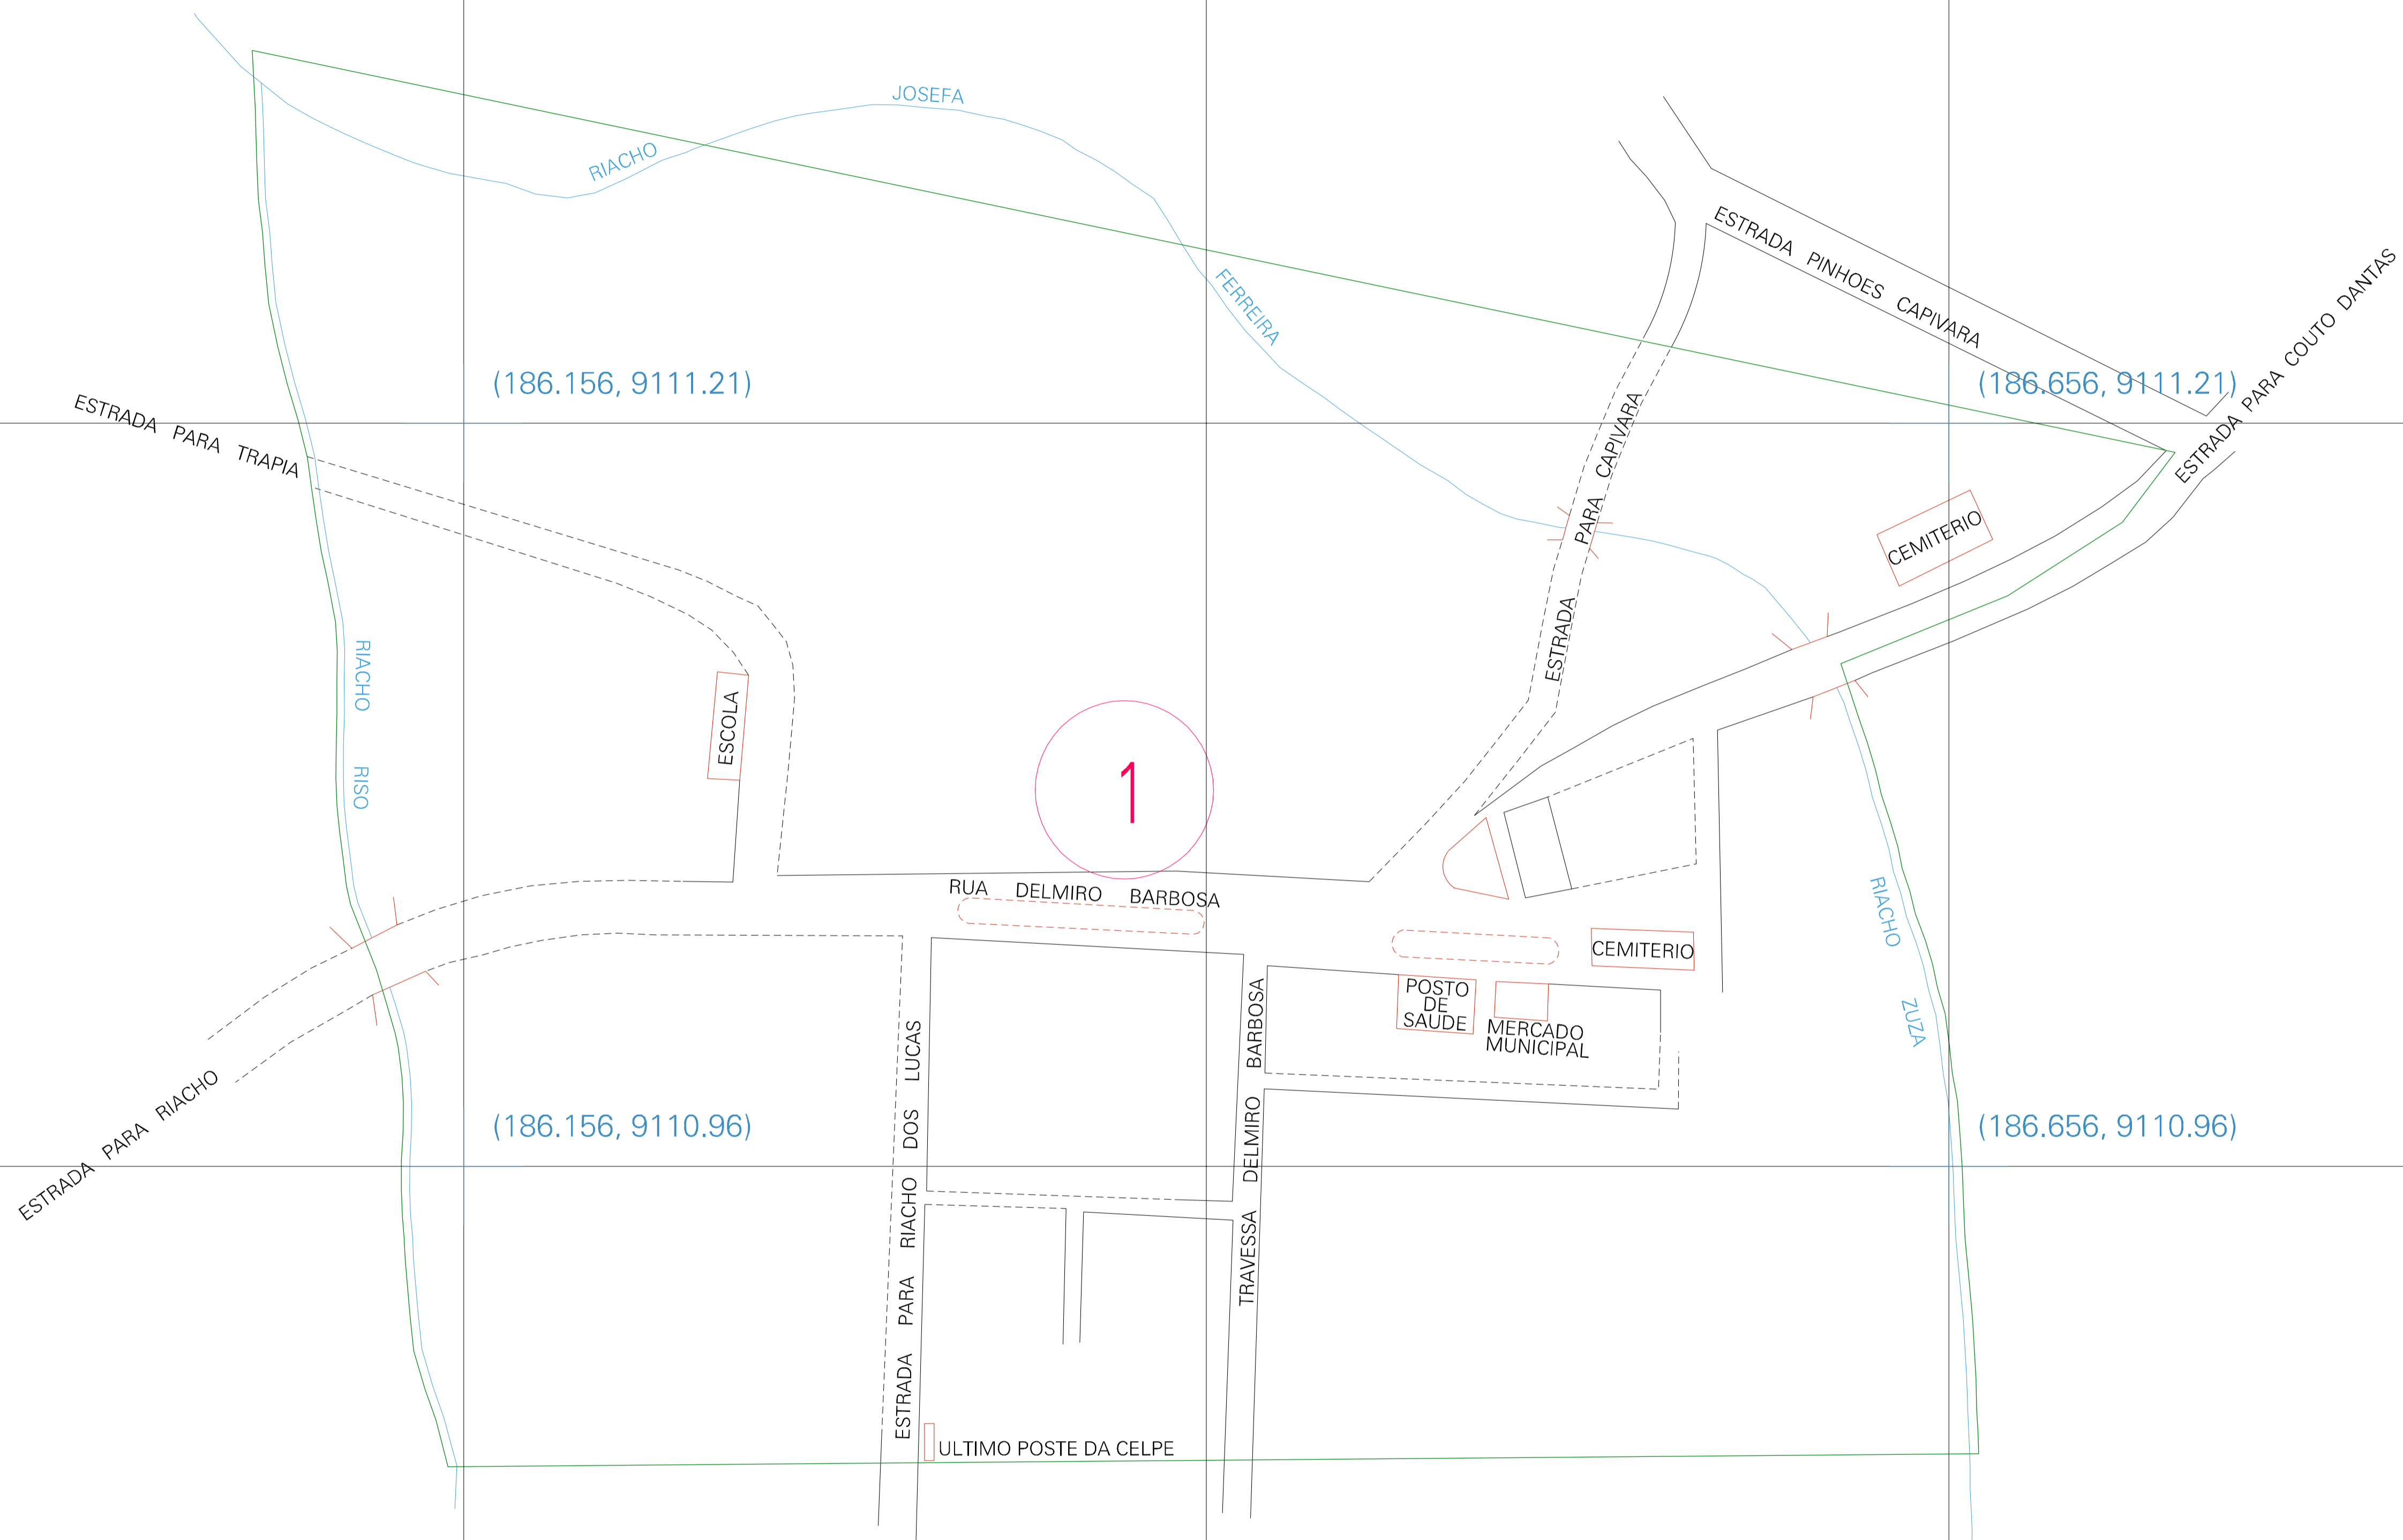 JOSEFA
RIACHO
FERREIRA
ESTRADA PINHOES CAPIVARA
ESTRADA PARA COUTO DANTAS
(186.156, 9111.21)
(186.656, 9111.21)
ESTRADA PARA TRAPIA
ESTRADA PARA CAPIVARA
CEMITERIO
RIACHO RISO
ESCOLA
1
RUA DELMIRO BARBOSA
CEMITERIO
RIACHO ZUZA
POSTO
DE
SAUDE
MERCADO
MUNICIPAL
ESTRADA PARA RIACHO
(186.156, 9110.96)
(186.656, 9110.96)
ESTRADA PARA RIACHO DOS LUCAS
TRAVESSA DELMIRO BARBOSA
ULTIMO POSTE DA CELPE